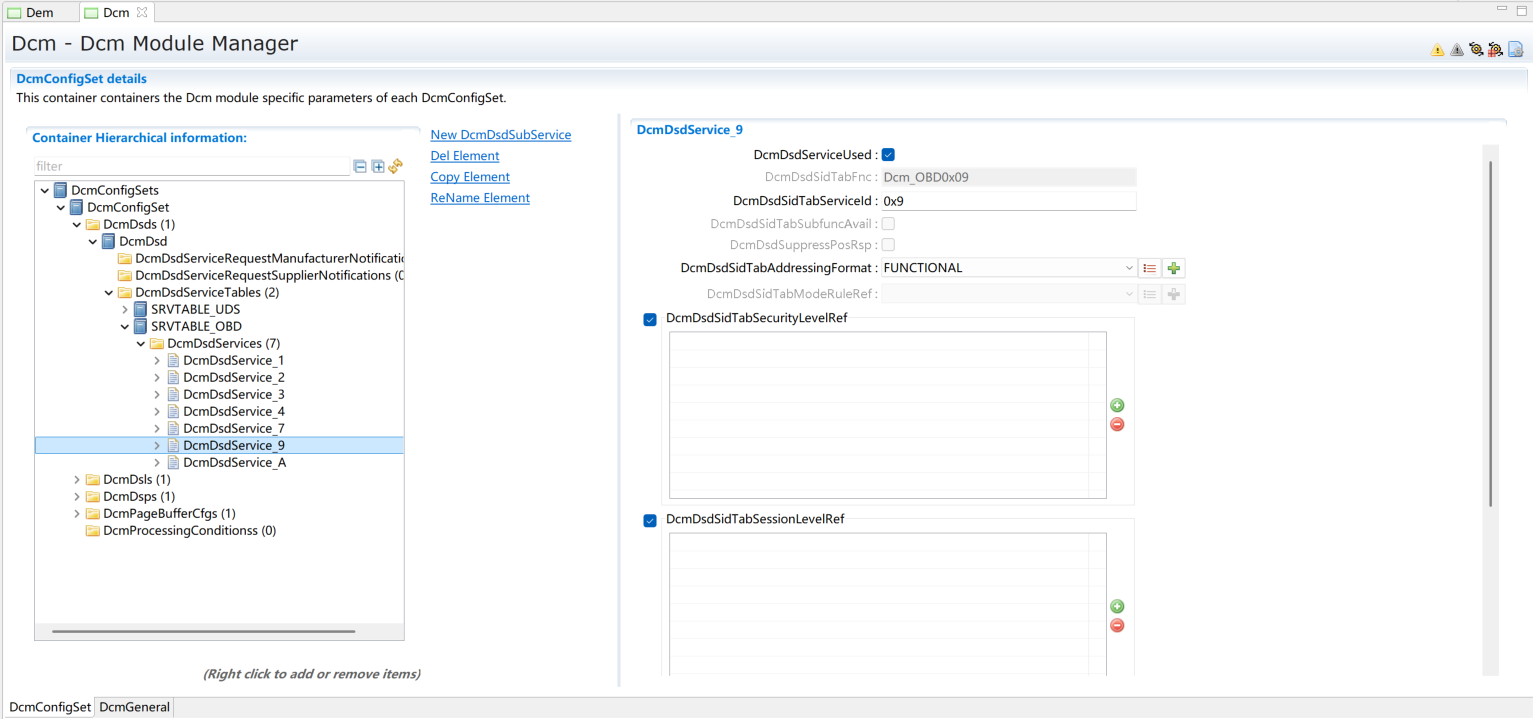 Dem
Dcm
Dcm - Dcm Module Manager
DcmConfigSet details
This container containers the Dcm module specific parameters of each DcmConfigSet.
Container Hierarchical information:
filter
DcmConfigSets
DcmConfigSet
DcmDsds (1)
DcmDsd
DcmDsdServiceRequestManufacturerNotificati
DcmDsdServiceRequestSupplierNotifications (0
DcmDsdServiceTables (2)
SRVTABLE_UDS
SRVTABLE_OBD
DcmDsdServices (7)
DcmDsdService_1
DcmDsdService_2
DcmDsdService_3
DcmDsdService_4
DcmDsdService_7
DcmDsdService_9
DcmDsdService_A
DcmDsls (1)
DcmDsps (1)
DcmPageBufferCfgs (1)
DcmProcessingConditionss (0)
(Right click to add or remove items)
New DcmDsdSubService
Del Element
Copy Element
ReName Element
DcmDsdService_9
DcmDsdServiceUsed :
DcmDsdSidTabFnc : Dcm_OBD0x09
DcmDsdSidTabServiceId : 0x9
DcmDsdSidTabSubfuncAvail :
DcmDsdSuppressPosRsp :
DcmDsdSidTabAddressingFormat : FUNCTIONAL
DcmDsdSidTabModeRuleRef :
DcmDsdSidTabSecurityLevelRef
DcmDsdSidTabSessionLevelRef
DcmConfigSet
DcmGeneral